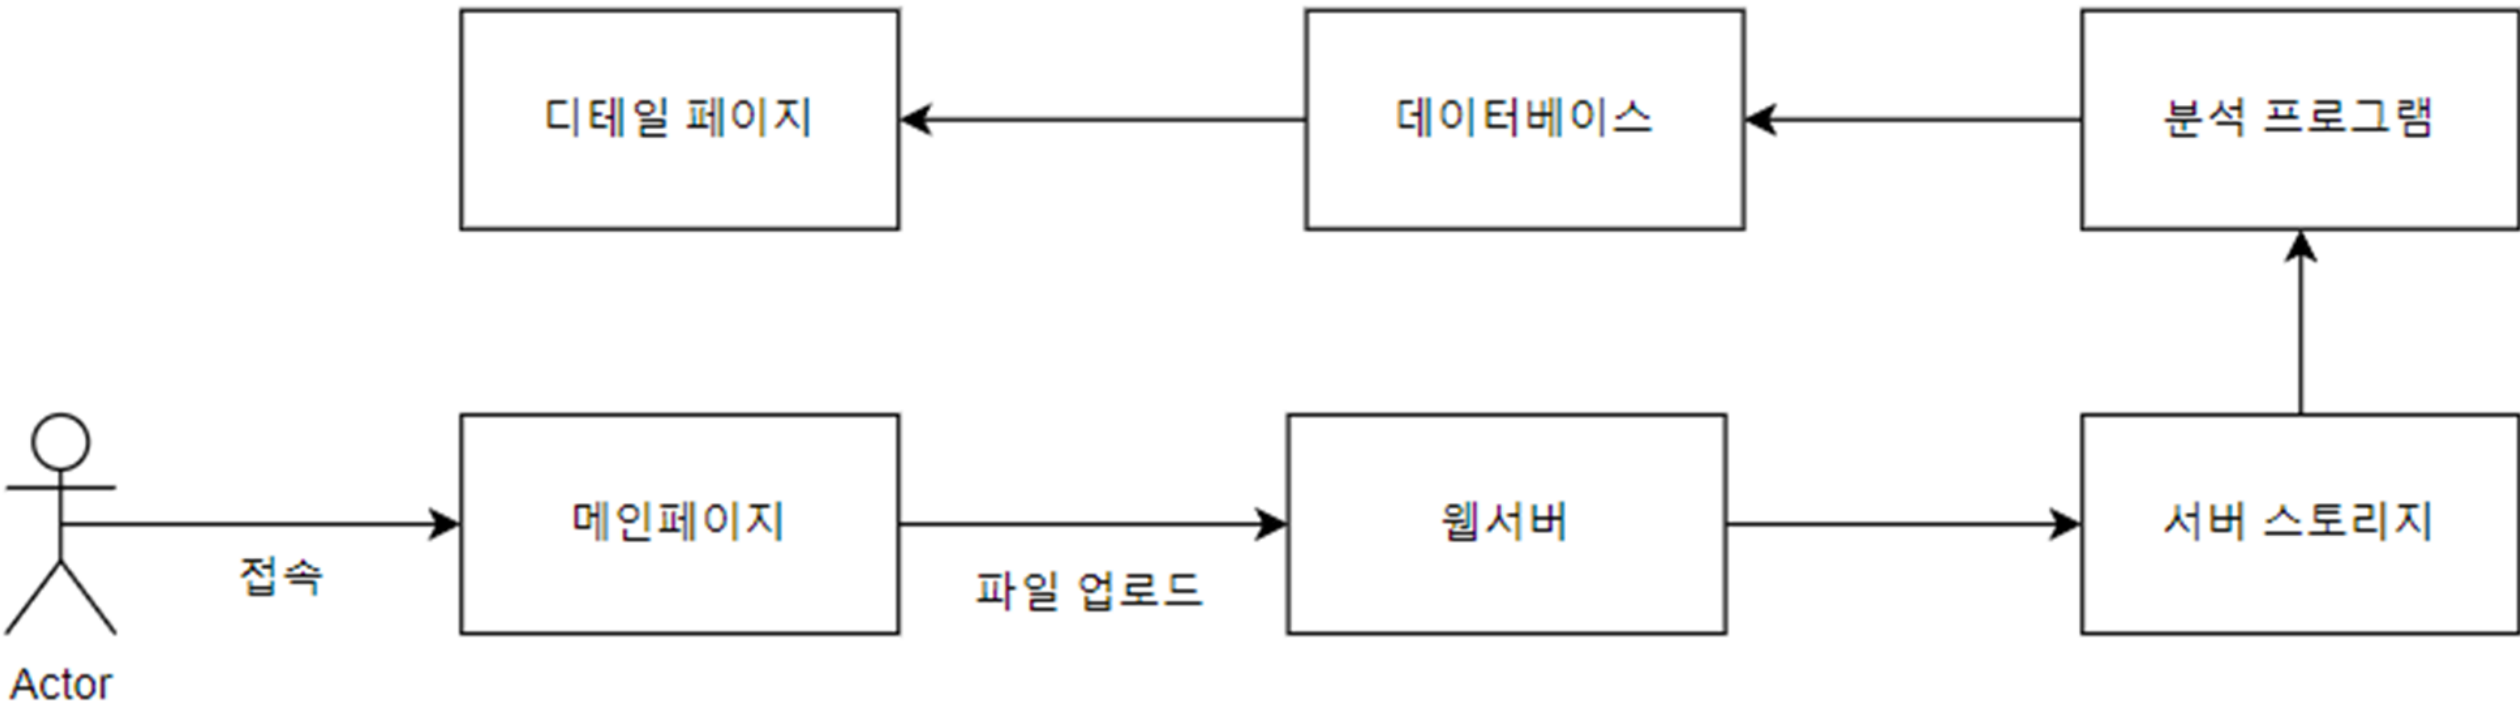 디테일 페이지
데이터베이스
분석 프로그램
메인페이지
웹서버
서버 스토리지
접속
파일 업로드
Actor